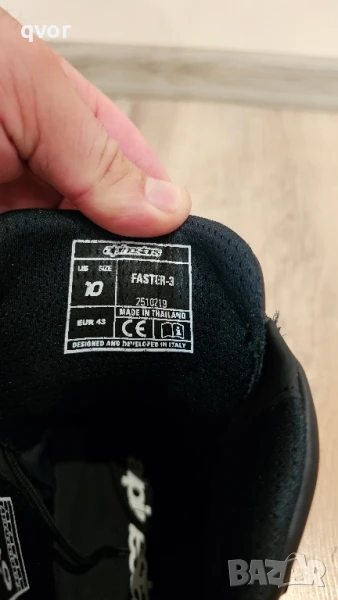 qvor
alpinestars
US SIZE
10
FASTER-3
2510219
EUR 43
MADE IN THAILAND
CE
DESIGNED AND DEVELOPED IN ITALY
BAZAR